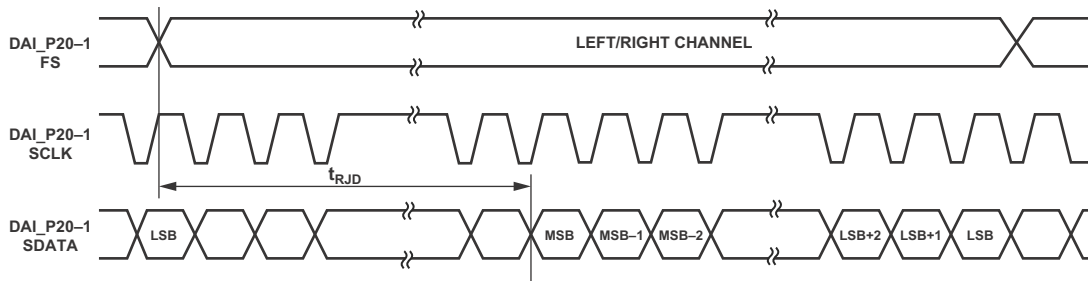 DAI_P20–1
FS
LEFT/RIGHT CHANNEL
DAI_P20–1
SCLK
tRJD
DAI_P20–1
SDATA
LSB
MSB
MSB–1
MSB–2
LSB+2
LSB+1
LSB